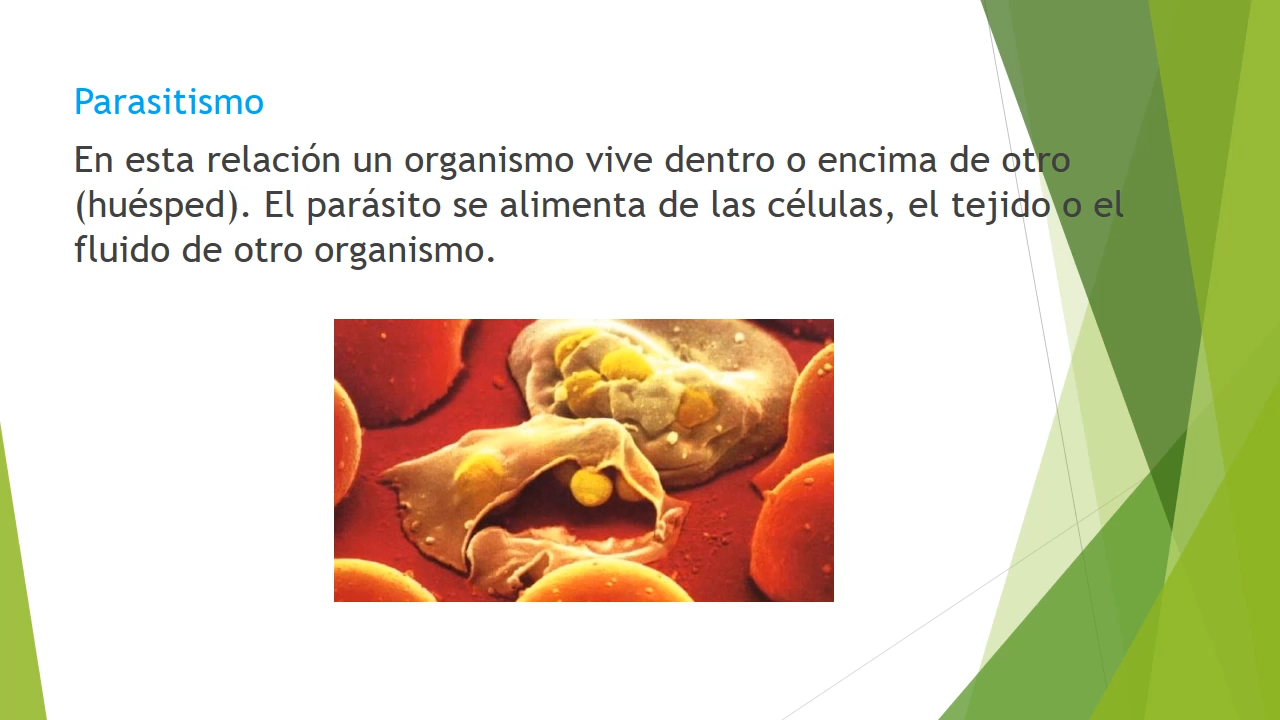 Parasitismo
En esta relación un organismo vive dentro o encima de otro
(huésped). El parásito se alimenta de las células, el tejido o el
fluido de otro organismo.